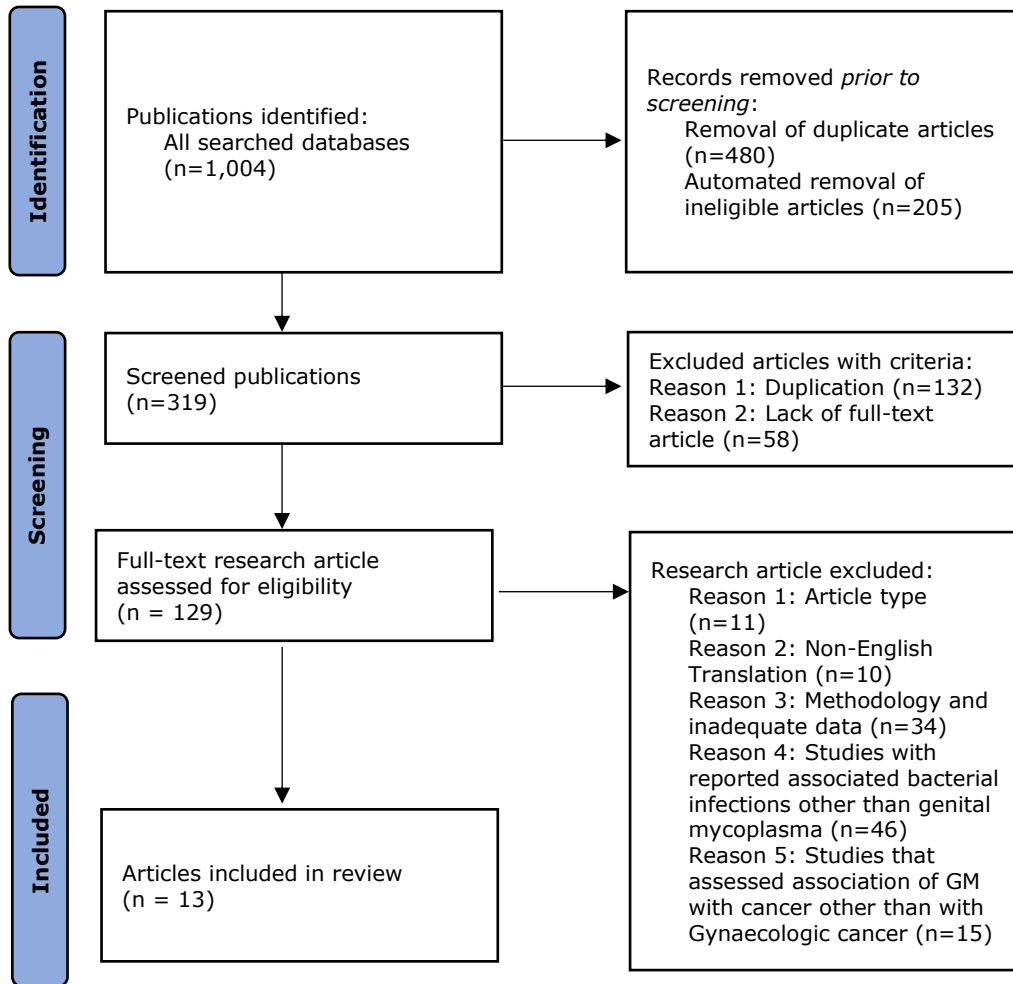 Identification
Publications identified:
All searched databases
(n=1,004)
Records removed prior to
screening:
Removal of duplicate articles
(n=480)
Automated removal of
ineligible articles (n=205)
Screening
Screened publications
(n=319)
Excluded articles with criteria:
Reason 1: Duplication (n=132)
Reason 2: Lack of full-text
article (n=58)
Full-text research article
assessed for eligibility
(n = 129)
Research article excluded:
Reason 1: Article type
(n=11)
Reason 2: Non-English
Translation (n=10)
Reason 3: Methodology and
inadequate data (n=34)
Reason 4: Studies with
reported associated bacterial
infections other than genital
mycoplasma (n=46)
Reason 5: Studies that
assessed association of GM
with cancer other than with
Gynaecologic cancer (n=15)
Included
Articles included in review
(n = 13)